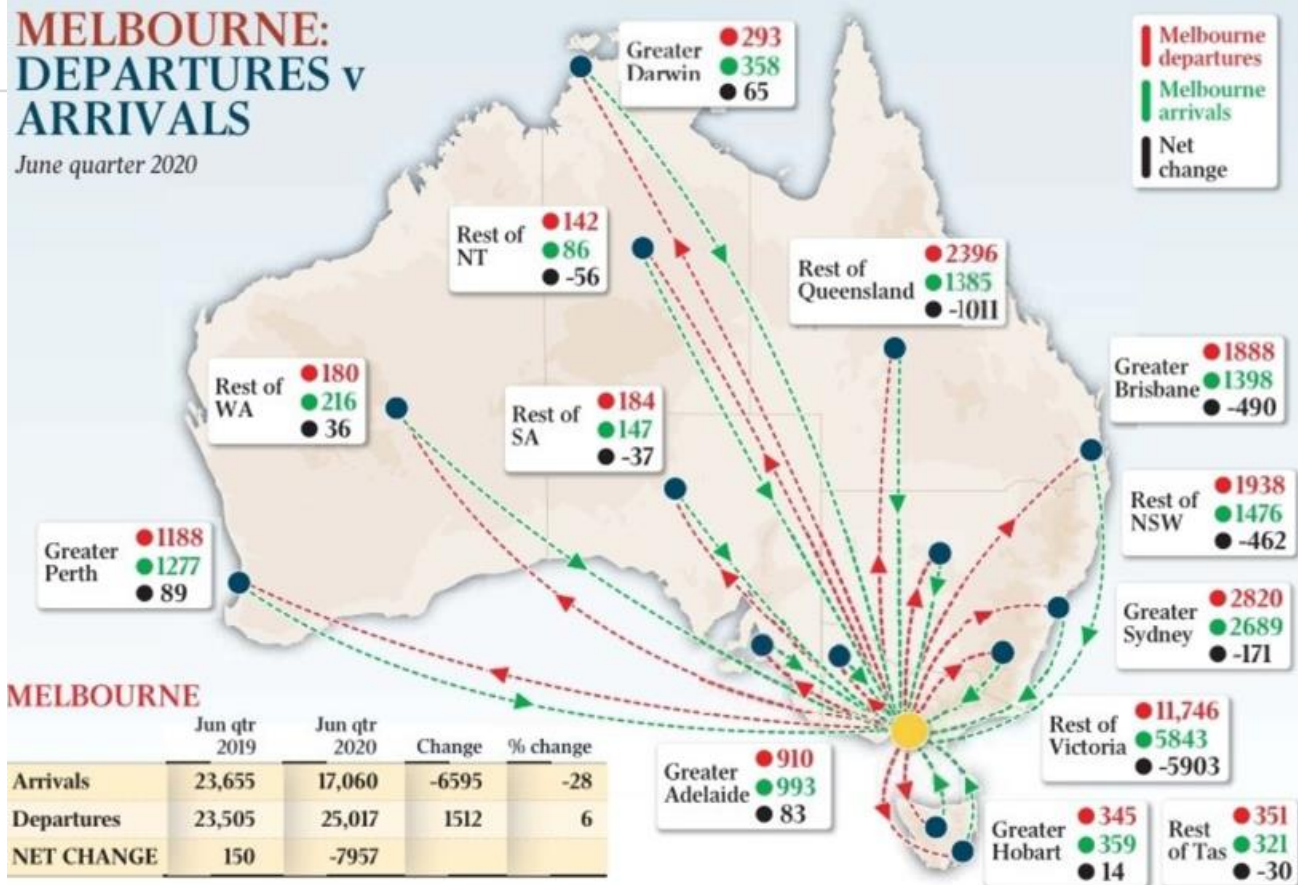 MELBOURNE:
DEPARTURES v
ARRIVALS
June quarter 2020
Melbourne
departures
Melbourne
arrivals
Net
change
Greater
Darwin
293
358
65
Rest of
NT
142
86
-56
Rest of
Queensland
2396
1385
-1011
Rest of
WA
180
216
36
Rest of
SA
184
147
-37
Greater
Brisbane
1888
1398
-490
Rest of
NSW
1938
1476
-462
Greater
Perth
1188
1277
89
Greater
Sydney
2820
2689
-171
Rest of
Victoria
11,746
5843
-5903
Greater
Adelaide
910
993
83
Greater
Hobart
345
359
14
Rest
of Tas
351
321
-30
MELBOURNE
Jun qtr 2019 Jun qtr 2020 Change % change
Arrivals 23,655 17,060 -6595 -28
Departures 23,505 25,017 1512 6
NET CHANGE 150 -7957